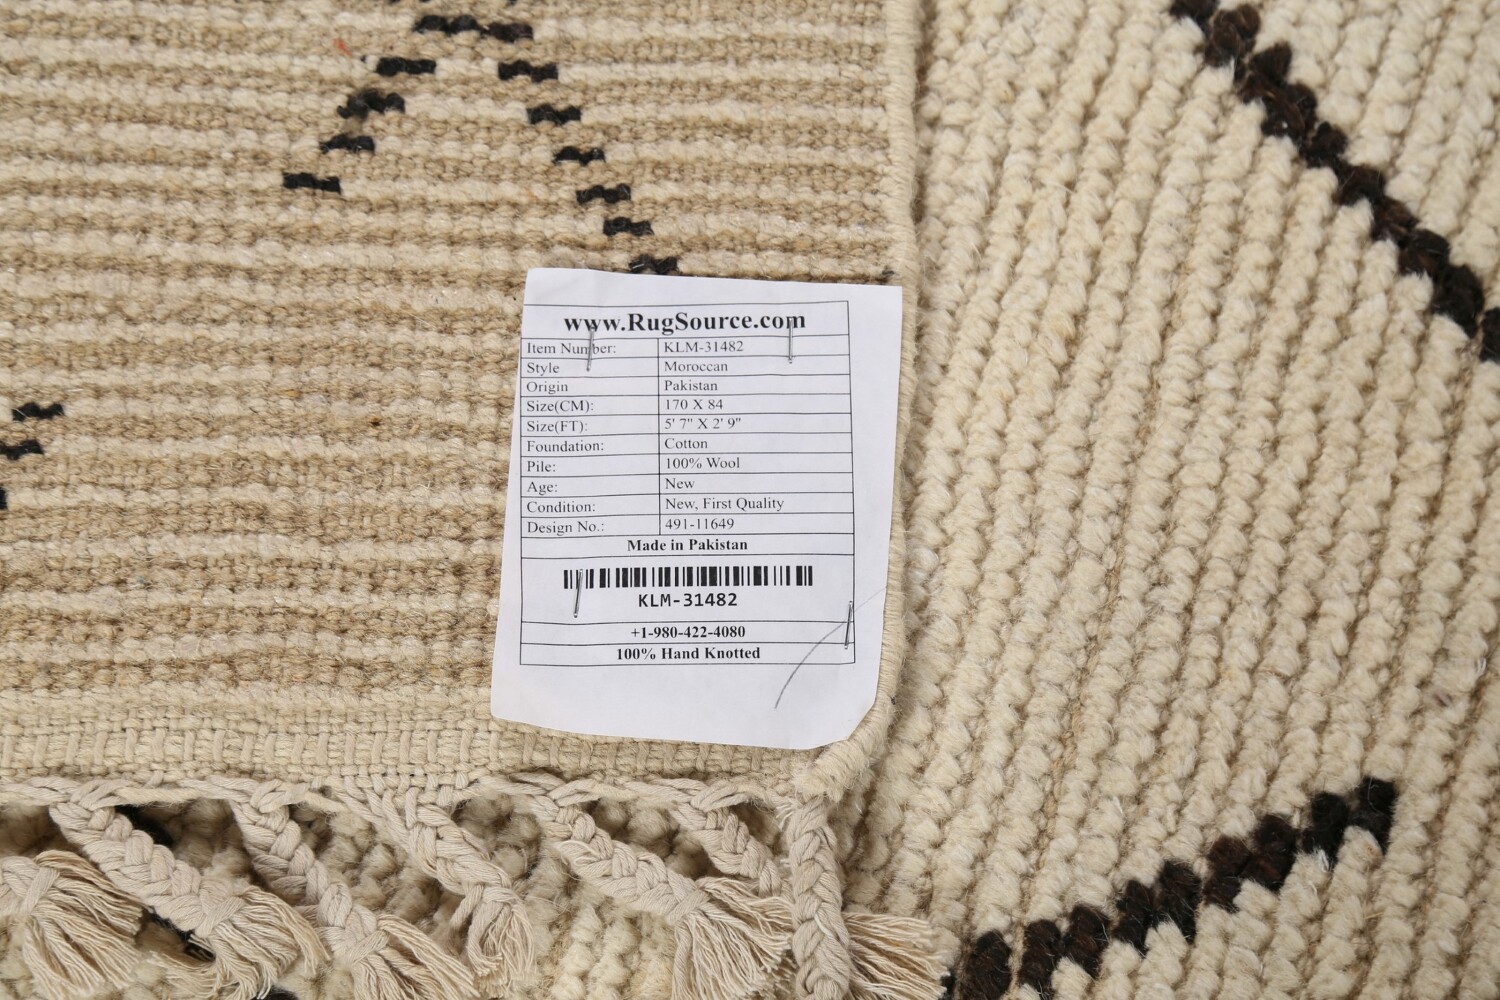 www.RugSource.com
Item Number: KLM-31482
Style Moroccan
Origin Pakistan
Size(CM): 170 X 84
Size(FT): 5' 7" X 2' 9"
Foundation: Cotton
Pile: 100% Wool
Age: New
Condition: New, First Quality
Design No.: 491-11649
Made in Pakistan
KLM-31482
+1-980-422-4080
100% Hand Knotted